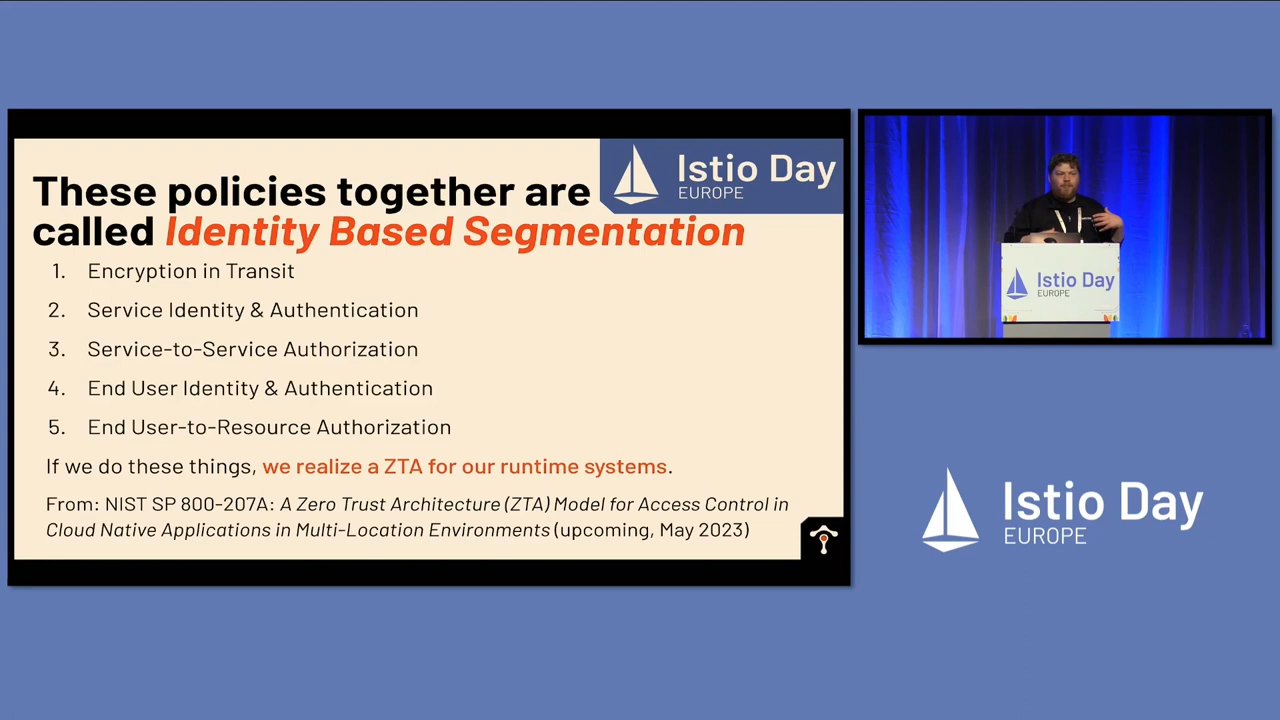 These policies together are
called Identity Based Segmentation
Istio Day
EUROPE
1. Encryption in Transit
2. Service Identity & Authentication
3. Service-to-Service Authorization
4. End User Identity & Authentication
5. End User-to-Resource Authorization
If we do these things, we realize a ZTA for our runtime systems.
From: NIST SP 800-207A: A Zero Trust Architecture (ZTA) Model for Access Control in
Cloud Native Applications in Multi-Location Environments (upcoming, May 2023)
Istio Day
EUROPE
Istio Day
EUROPE